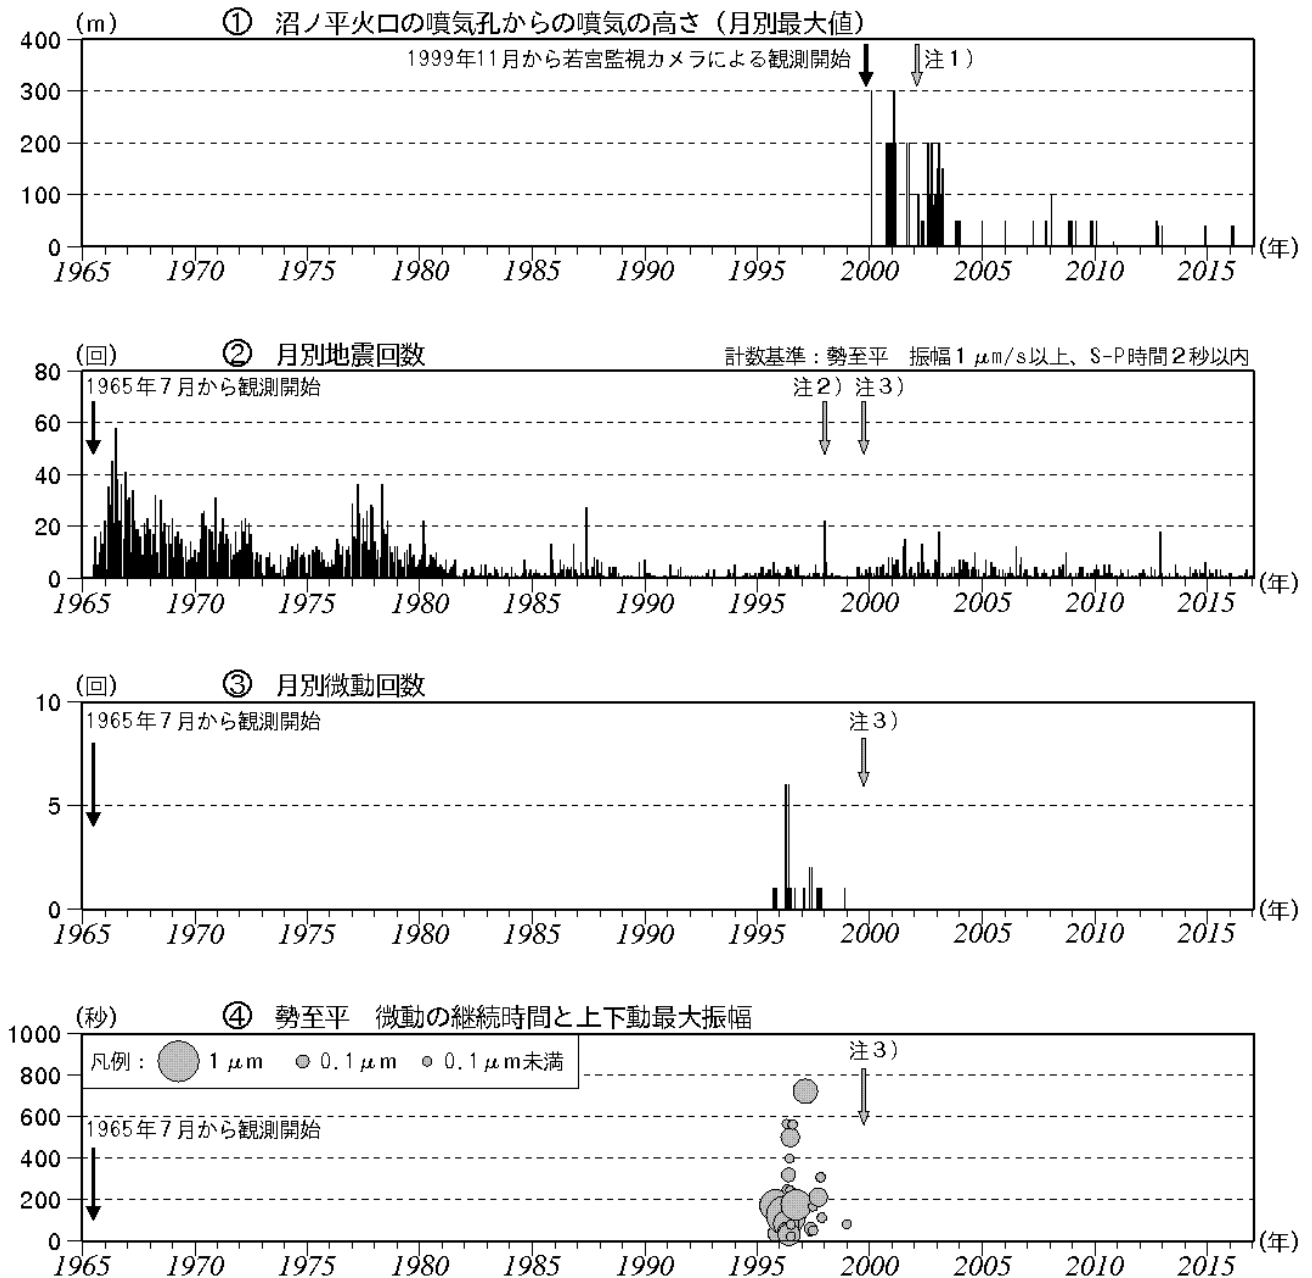 (m) ① 沼ノ平火口の噴気孔からの噴気の高さ（月別最大値）
400
1999年11月から若宮監視カメラによる観測開始 注１）
300
200
100
0
1965 1970 1975 1980 1985 1990 1995 2000 2005 2010 2015 (年)
(回) ② 月別地震回数 計数基準：勢至平 振幅１μm/s以上、S-P時間２秒以内
80
1965年７月から観測開始 注２） 注３）
60
40
20
0
1965 1970 1975 1980 1985 1990 1995 2000 2005 2010 2015 (年)
(回) ③ 月別微動回数
10
1965年７月から観測開始 注３）
5
0
1965 1970 1975 1980 1985 1990 1995 2000 2005 2010 2015 (年)
(秒) ④ 勢至平 微動の継続時間と上下動最大振幅
1000
凡例： 1μm 0.1μm 0.1μm未満 注３）
800
600
1965年７月から観測開始
400
200
0
1965 1970 1975 1980 1985 1990 1995 2000 2005 2010 2015 (年)